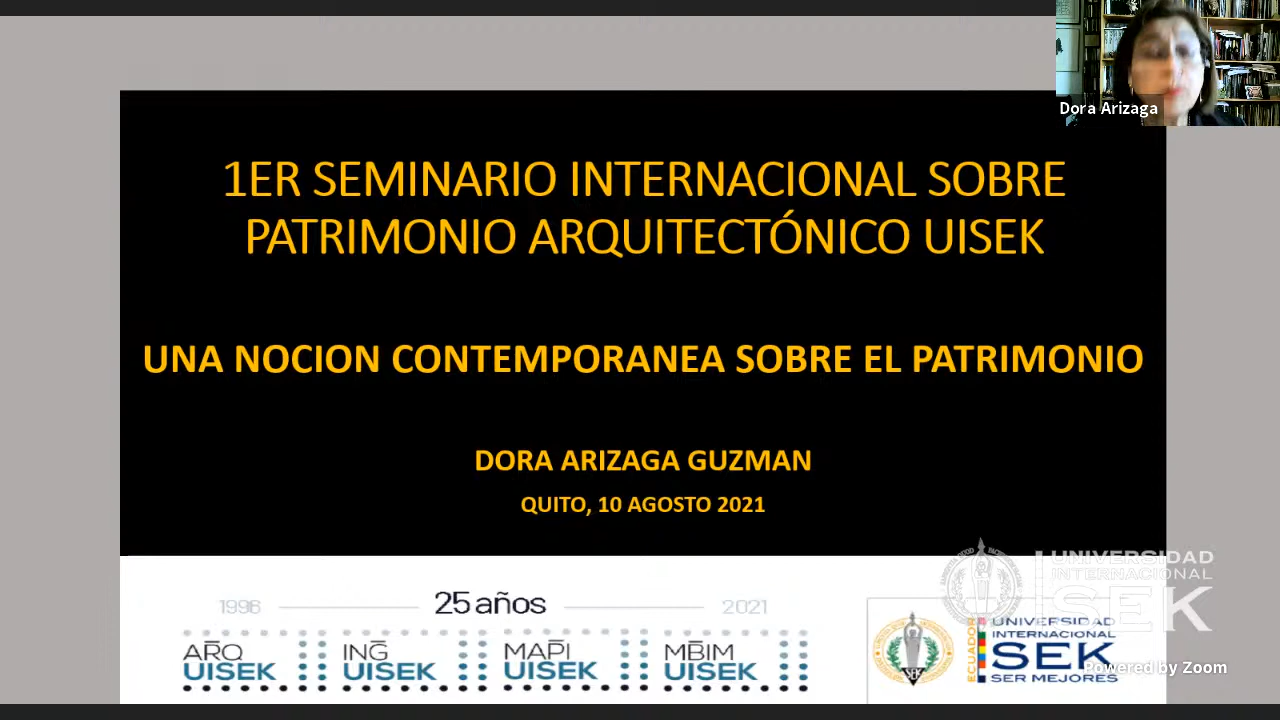 Dora Arizaga
1ER SEMINARIO INTERNACIONAL SOBRE
PATRIMONIO ARQUITECTÓNICO UISEK
UNA NOCION CONTEMPORANEA SOBRE EL PATRIMONIO
DORA ARIZAGA GUZMAN
QUITO, 10 AGOSTO 2021
1996 25 años 2021
ARQ UISEK
ING UISEK
MAPI UISEK
MBIM UISEK
ECUADOR
UNIVERSIDAD
INTERNACIONAL
SEK
SER MEJORES
UNIVERSIDAD
INTERNACIONAL
SEK
Powered by Zoom